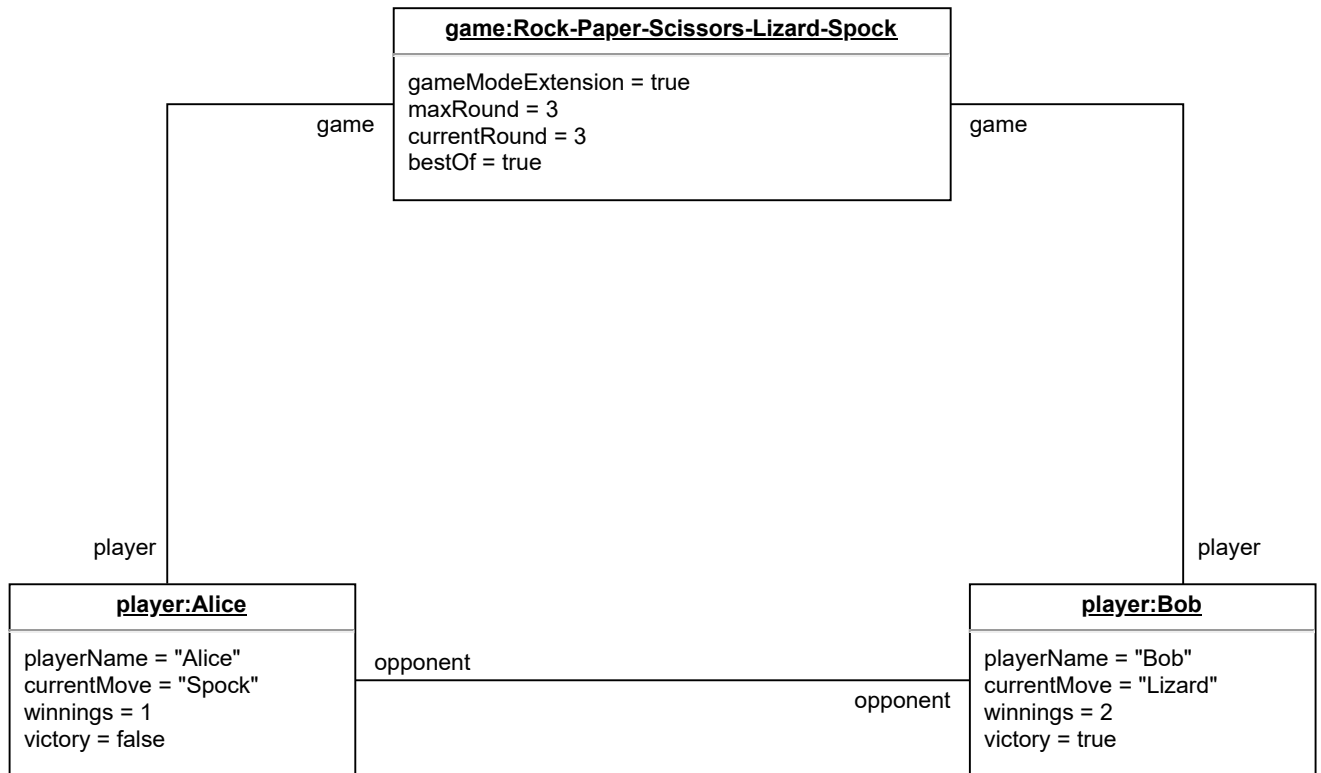 game:Rock-Paper-Scissors-Lizard-Spock
gameModeExtension = true
maxRound = 3
currentRound = 3
bestOf = true
game
game
player
player
player:Alice
playerName = "Alice"
currentMove = "Spock"
winnings = 1
victory = false
opponent
opponent
player:Bob
playerName = "Bob"
currentMove = "Lizard"
winnings = 2
victory = true